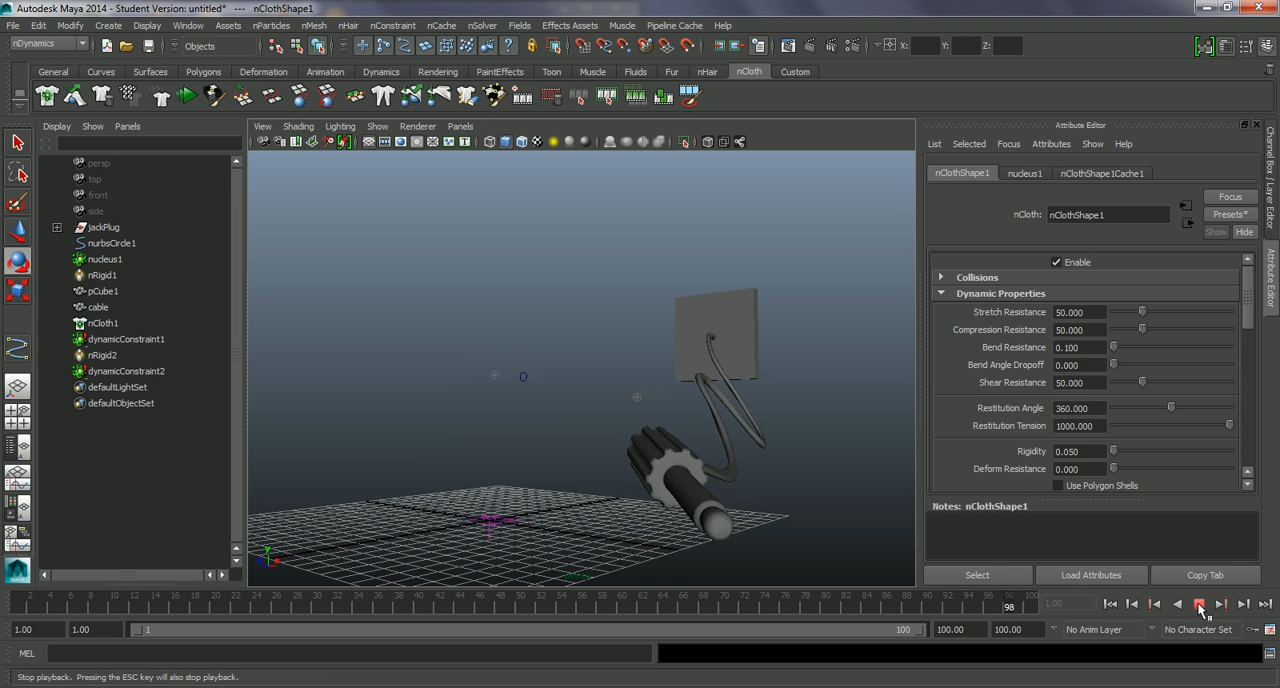 Autodesk Maya 2014 - Student Version: untitled*   ---   nClothShape1
File Edit Modify Create Display Window Assets nParticles nMesh nHair nConstraint nCache nSolver Fields Effects Assets Muscle Pipeline Cache Help
nDynamics Objects X: Y: Z:
General Curves Surfaces Polygons Deformation Animation Dynamics Rendering PaintEffects Toon Muscle Fluids Fur nHair nCloth Custom
Display Show Panels
View Shading Lighting Show Renderer Panels
persp
top
front
side
jackPlug
nurbsCircle1
nucleus1
nRigid1
pCube1
cable
nCloth1
dynamicConstraint1
nRigid2
dynamicConstraint2
defaultLightSet
defaultObjectSet
y
x
z
Attribute Editor
List Selected Focus Attributes Show Help
nClothShape1 nucleus1 nClothShape1Cache1
Focus
nCloth: nClothShape1 Presets*
Show Hide
Enable
Collisions
Dynamic Properties
Stretch Resistance 50.000
Compression Resistance 50.000
Bend Resistance 0.100
Bend Angle Dropoff 0.000
Shear Resistance 50.000
Restitution Angle 360.000
Restitution Tension 1000.000
Rigidity 0.050
Deform Resistance 0.000
Use Polygon Shells
Notes: nClothShape1
Select Load Attributes Copy Tab
Channel Box / Layer Editor
Attribute Editor
2 4 6 8 10 12 14 16 18 20 22 24 26 28 30 32 34 36 38 40 42 44 46 48 50 52 54 56 58 60 62 64 66 68 70 72 74 76 78 80 82 84 86 88 90 92 94 96 98 100
98 1.00
1.00 1.00 1 100 100.00 100.00 No Anim Layer No Character Set
MEL
Stop playback. Pressing the ESC key will also stop playback.